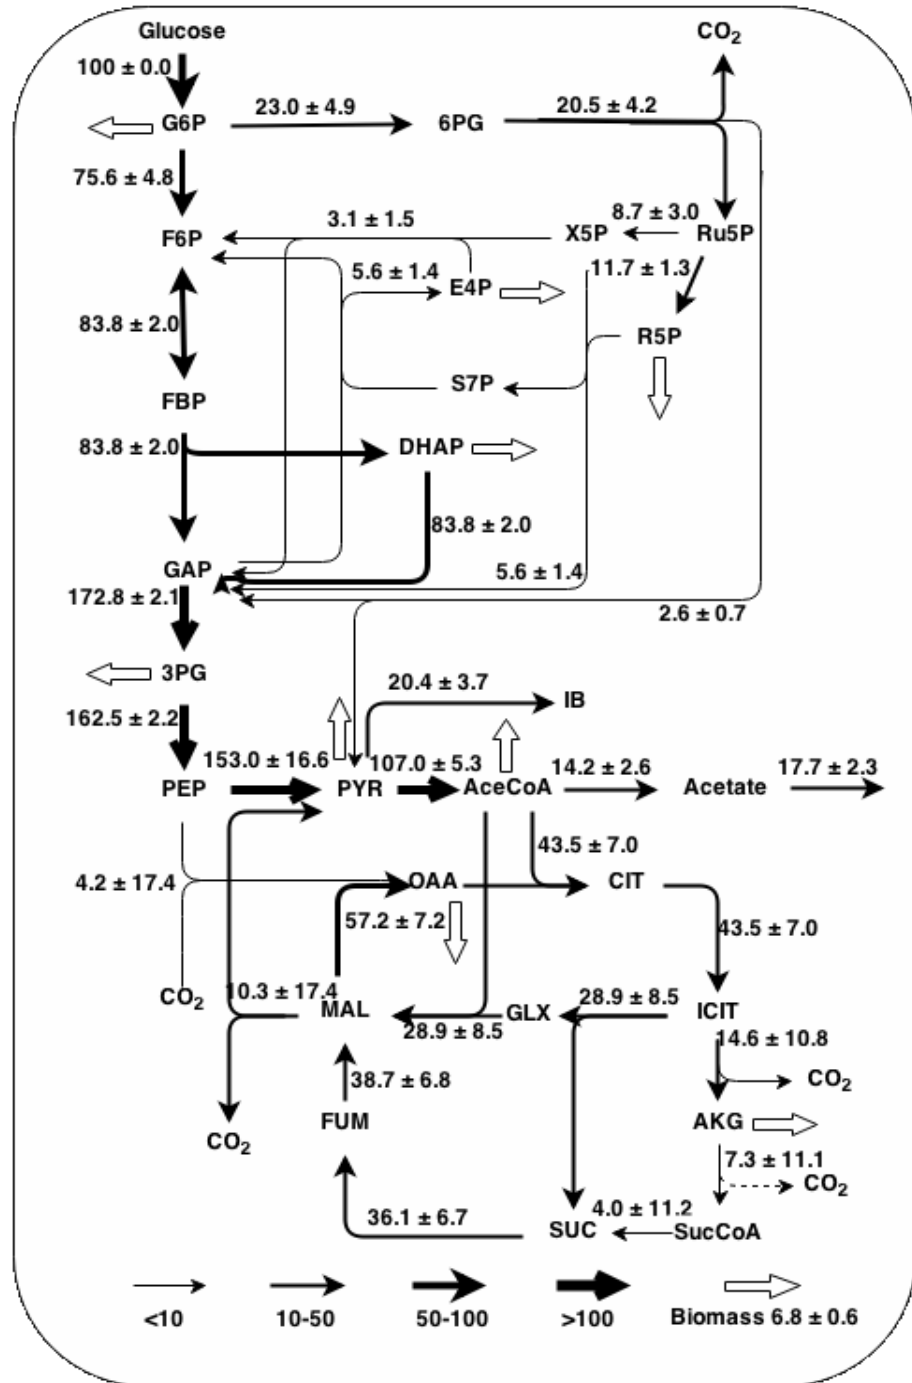 Glucose
CO2
100 ± 0.0
23.0 ± 4.9
20.5 ± 4.2
G6P
6PG
75.6 ± 4.8
3.1 ± 1.5
8.7 ± 3.0
F6P
X5P
Ru5P
5.6 ± 1.4
E4P
11.7 ± 1.3
83.8 ± 2.0
R5P
S7P
FBP
83.8 ± 2.0
DHAP
83.8 ± 2.0
GAP
5.6 ± 1.4
172.8 ± 2.1
2.6 ± 0.7
3PG
20.4 ± 3.7
IB
162.5 ± 2.2
153.0 ± 16.6
107.0 ± 5.3
14.2 ± 2.6
17.7 ± 2.3
PEP
PYR
AceCoA
Acetate
43.5 ± 7.0
4.2 ± 17.4
OAA
CIT
57.2 ± 7.2
43.5 ± 7.0
CO2
10.3 ± 17.4
MAL
28.9 ± 8.5
GLX
28.9 ± 8.5
ICIT
14.6 ± 10.8
38.7 ± 6.8
CO2
FUM
AKG
CO2
7.3 ± 11.1
CO2
36.1 ± 6.7
4.0 ± 11.2
SUC
SucCoA
<10
10-50
50-100
>100
Biomass 6.8 ± 0.6